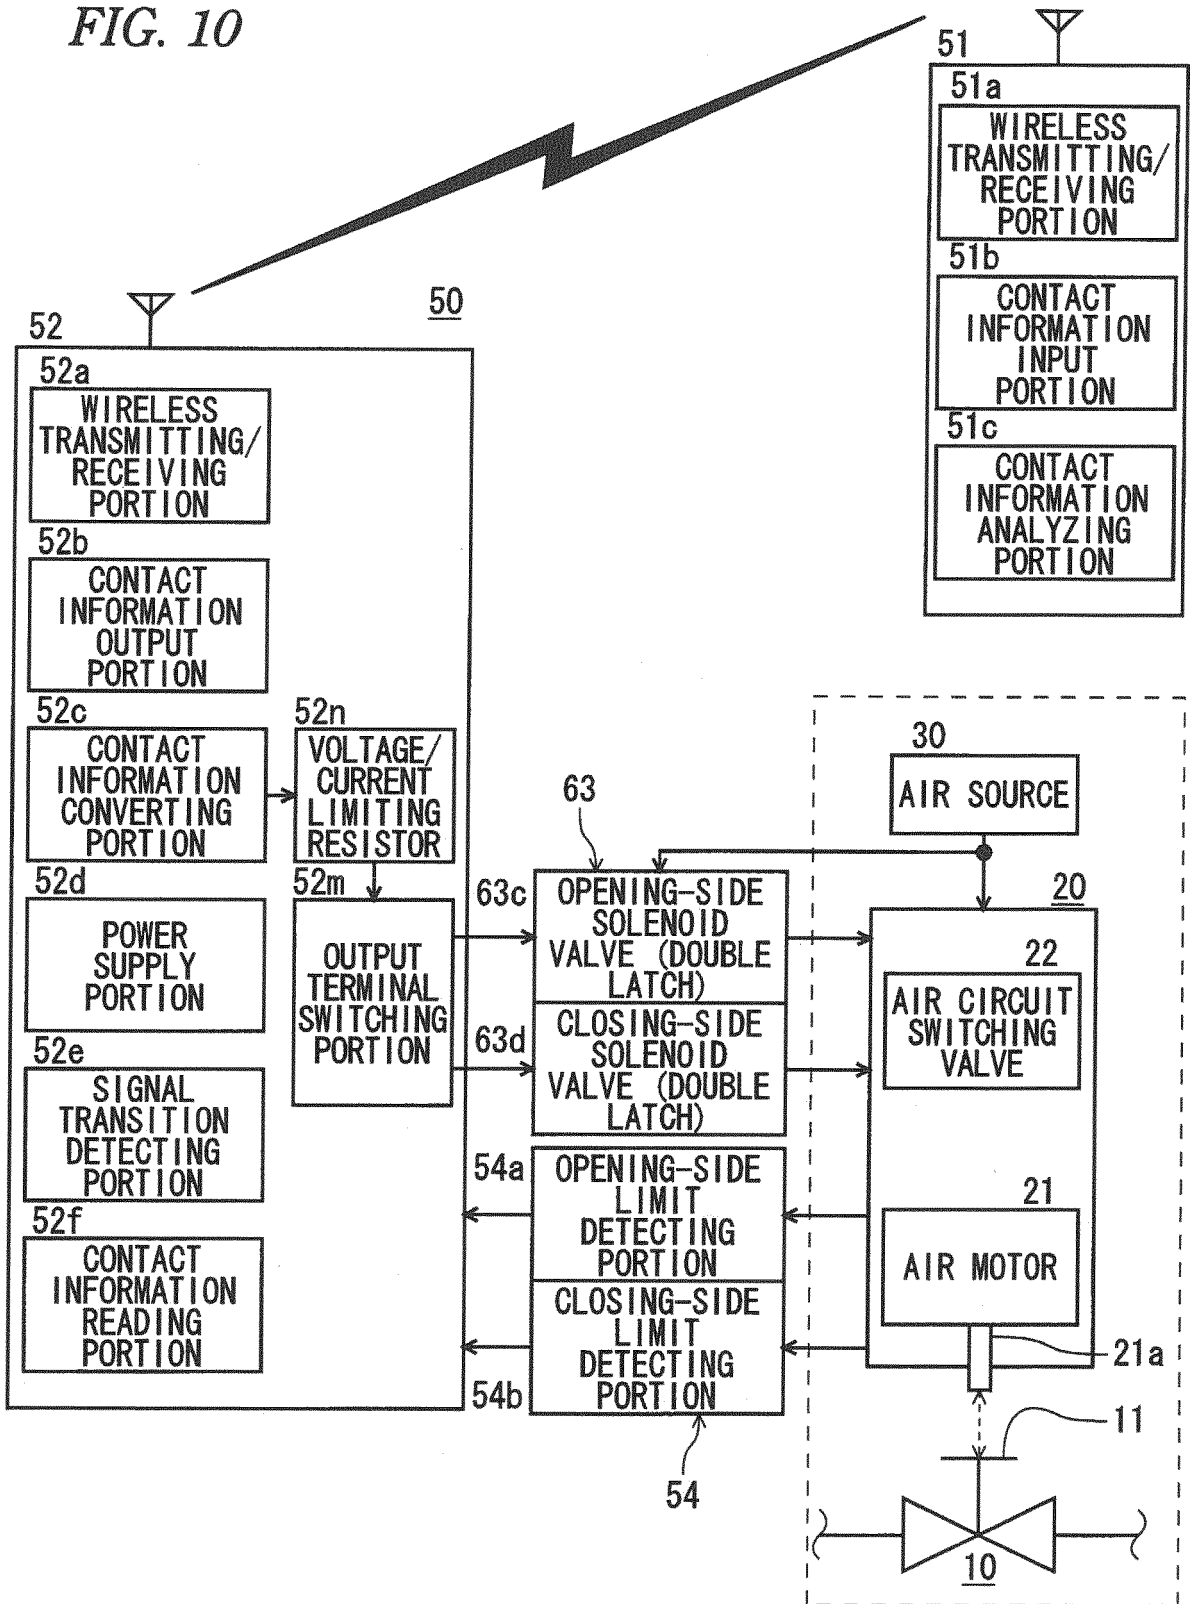 FIG. 10
51
51a
WIRELESS
TRANSMITTING/
RECEIVING
PORTION
51b
CONTACT
INFORMATION
INPUT
PORTION
51c
CONTACT
INFORMATION
ANALYZING
PORTION
50
52
52a
WIRELESS
TRANSMITTING/
RECEIVING
PORTION
52b
CONTACT
INFORMATION
OUTPUT
PORTION
52c
CONTACT
INFORMATION
CONVERTING
PORTION
52n
VOLTAGE/
CURRENT
LIMITING
RESISTOR
52d
POWER
SUPPLY
PORTION
52m
OUTPUT
TERMINAL
SWITCHING
PORTION
52e
SIGNAL
TRANSITION
DETECTING
PORTION
52f
CONTACT
INFORMATION
READING
PORTION
63
63c
OPENING-SIDE
SOLENOID
VALVE (DOUBLE
LATCH)
63d
CLOSING-SIDE
SOLENOID
VALVE (DOUBLE
LATCH)
54a
OPENING-SIDE
LIMIT
DETECTING
PORTION
54b
CLOSING-SIDE
LIMIT
DETECTING
PORTION
54
30
AIR SOURCE
20
22
AIR CIRCUIT
SWITCHING
VALVE
21
AIR MOTOR
21a
11
10